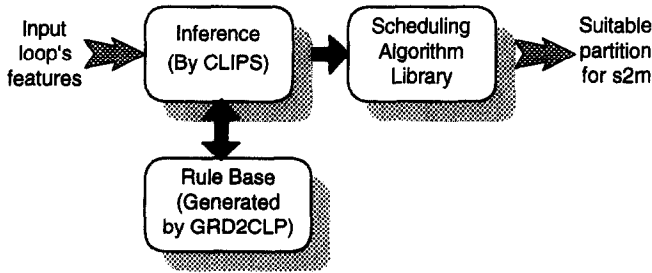 Input
loop's
features
Inference
(By CLIPS)
Scheduling
Algorithm
Library
Suitable
partition
for s2m
Rule Base
(Generated
by GRD2CLP)